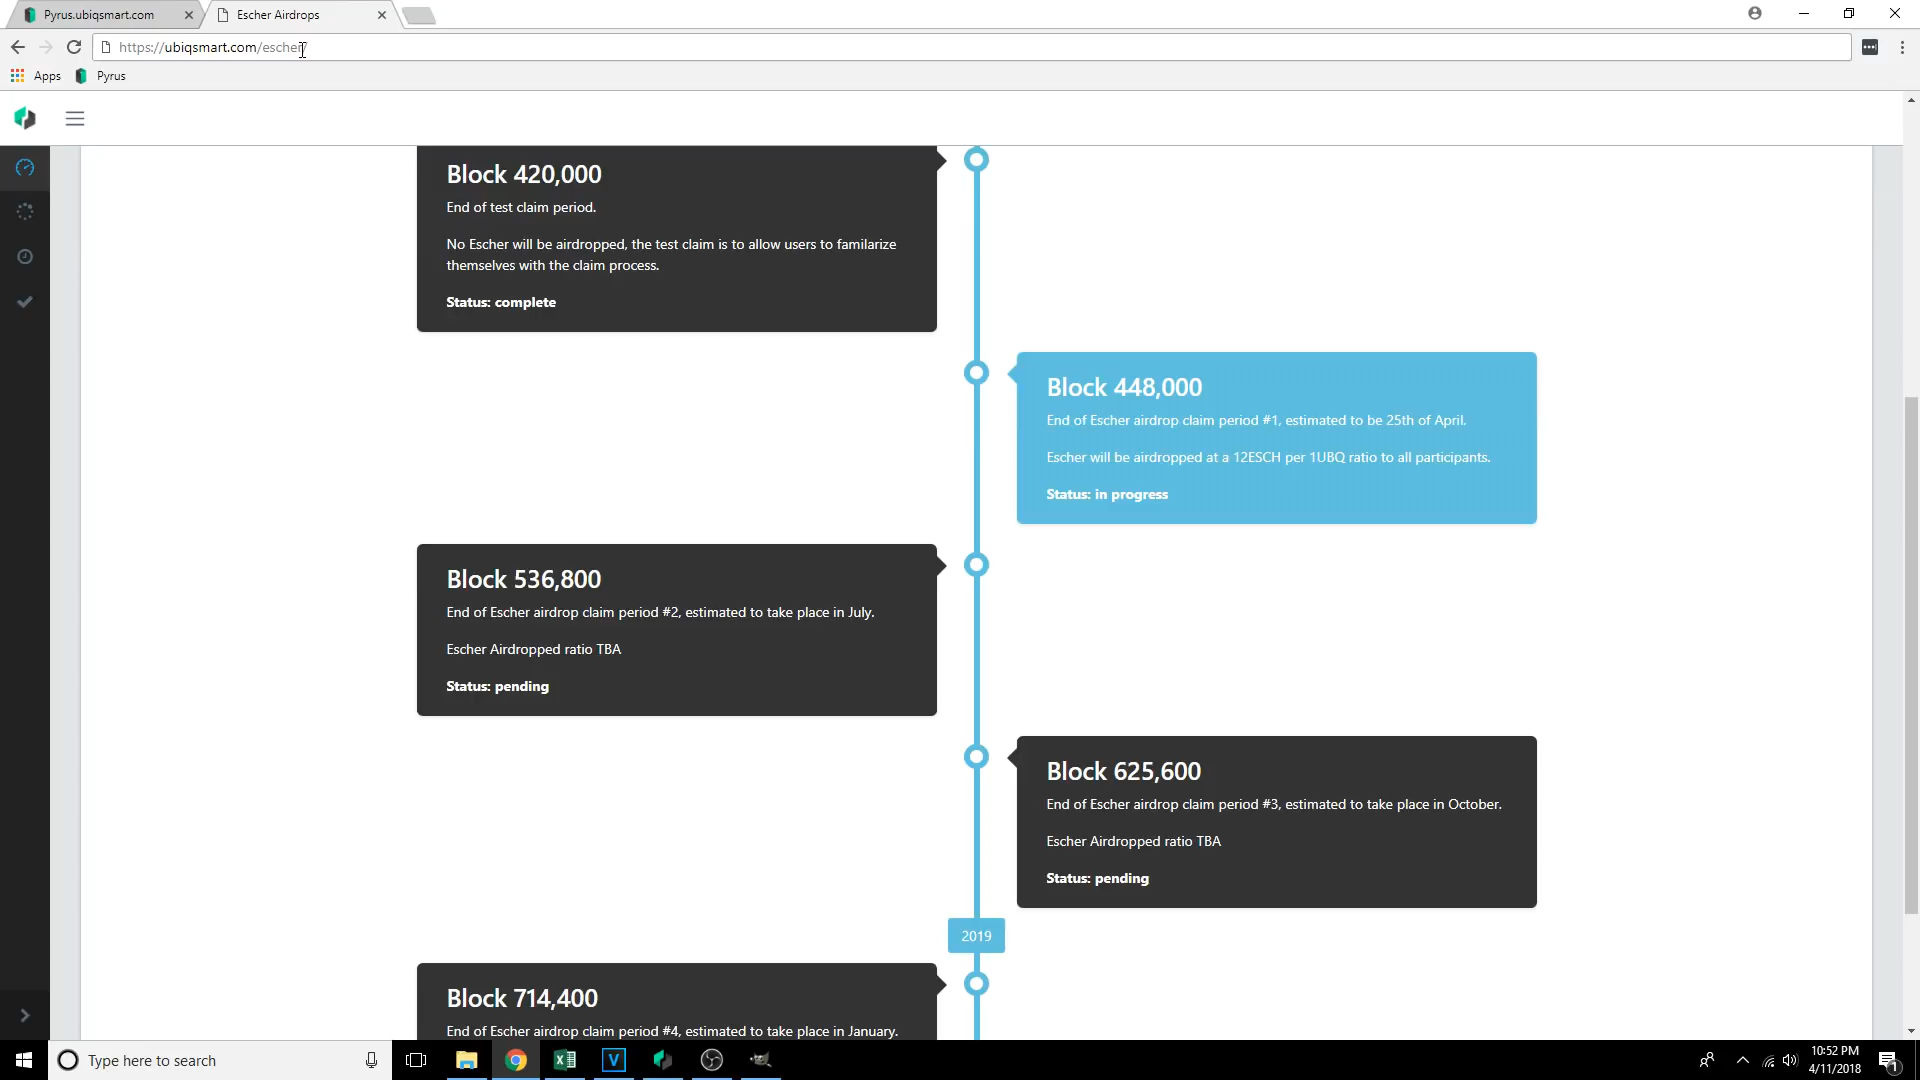 Pyrus.ubiqsmart.com
Escher Airdrops
https://ubiqsmart.com/escher/
Apps
Pyrus
Block 420,000
End of test claim period.
No Escher will be airdropped, the test claim is to allow users to familarize
themselves with the claim process.
Status: complete
Block 448,000
End of Escher airdrop claim period #1, estimated to be 25th of April.
Escher will be airdropped at a 12ESCH per 1UBQ ratio to all participants.
Status: in progress
Block 536,800
End of Escher airdrop claim period #2, estimated to take place in July.
Escher Airdropped ratio TBA
Status: pending
Block 625,600
End of Escher airdrop claim period #3, estimated to take place in October.
Escher Airdropped ratio TBA
Status: pending
2019
Block 714,400
End of Escher airdrop claim period #4, estimated to take place in January.
Type here to search
10:52 PM
4/11/2018
1